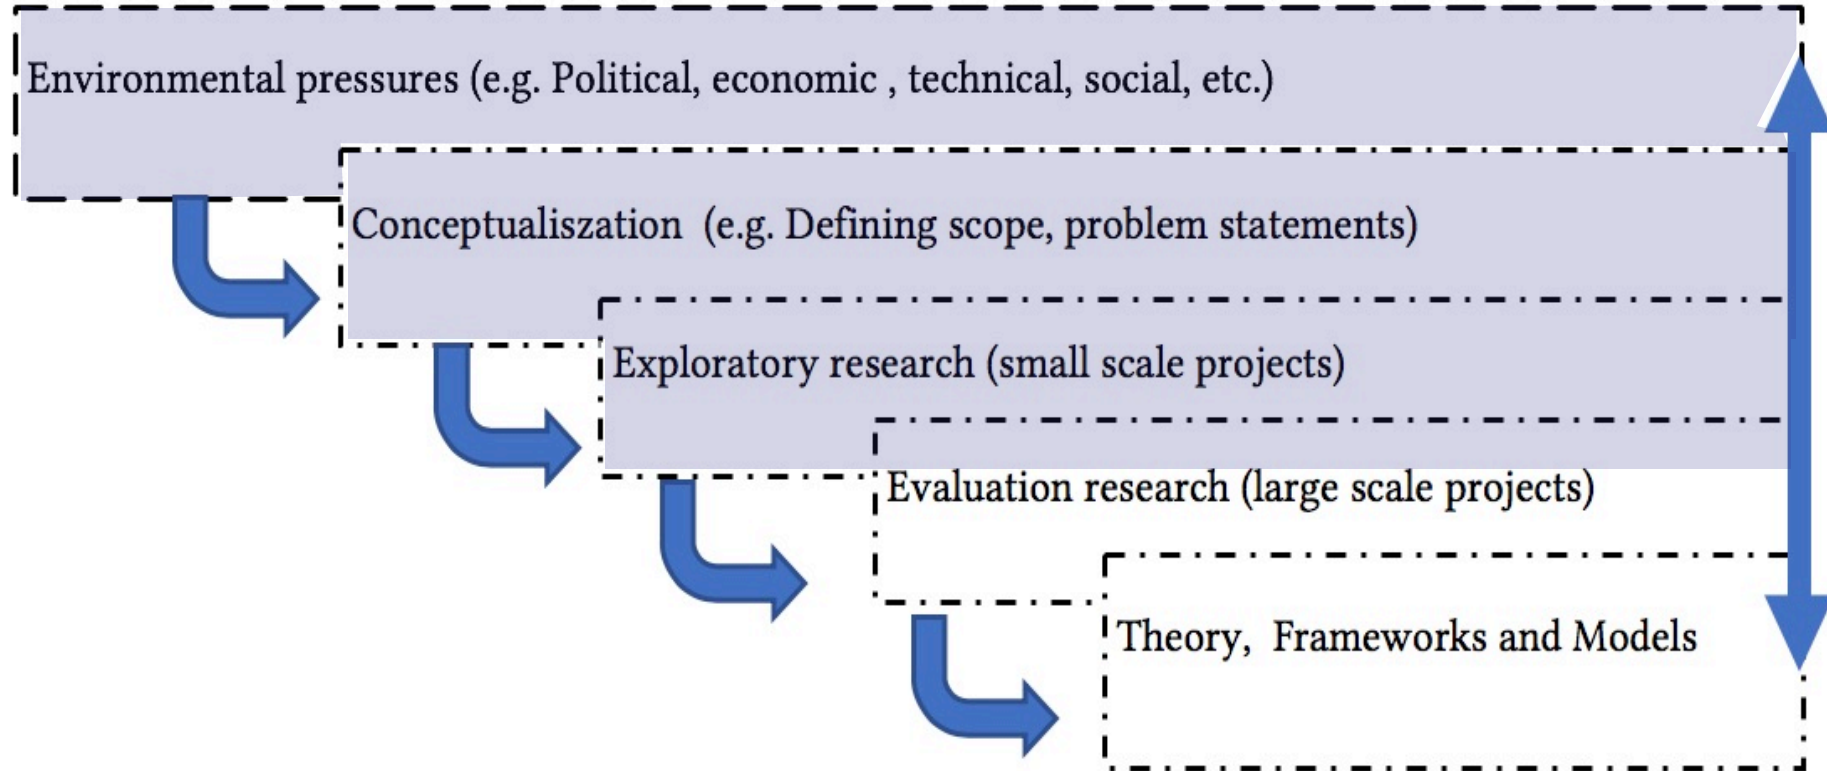 Environmental pressures (e.g. Political, economic , technical, social, etc.)
Conceptualiszation  (e.g. Defining scope, problem statements)
Exploratory research (small scale projects)
Evaluation research (large scale projects)
Theory,  Frameworks and Models